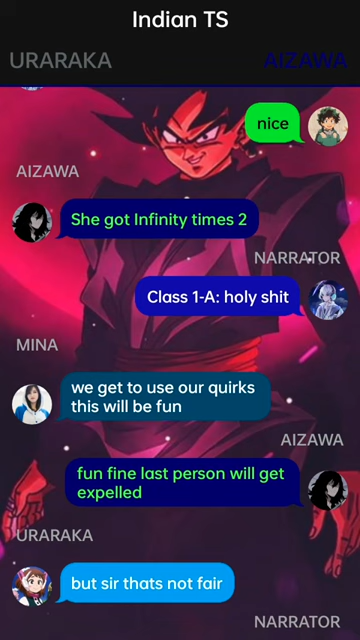 Indian TS
URARAKA AIZAWA
nice
AIZAWA
She got Infinity times 2
NARRATOR
Class 1-A: holy shit
MINA
we get to use our quirks
this will be fun
AIZAWA
fun fine last person will get
expelled
URARAKA
but sir thats not fair
NARRATOR